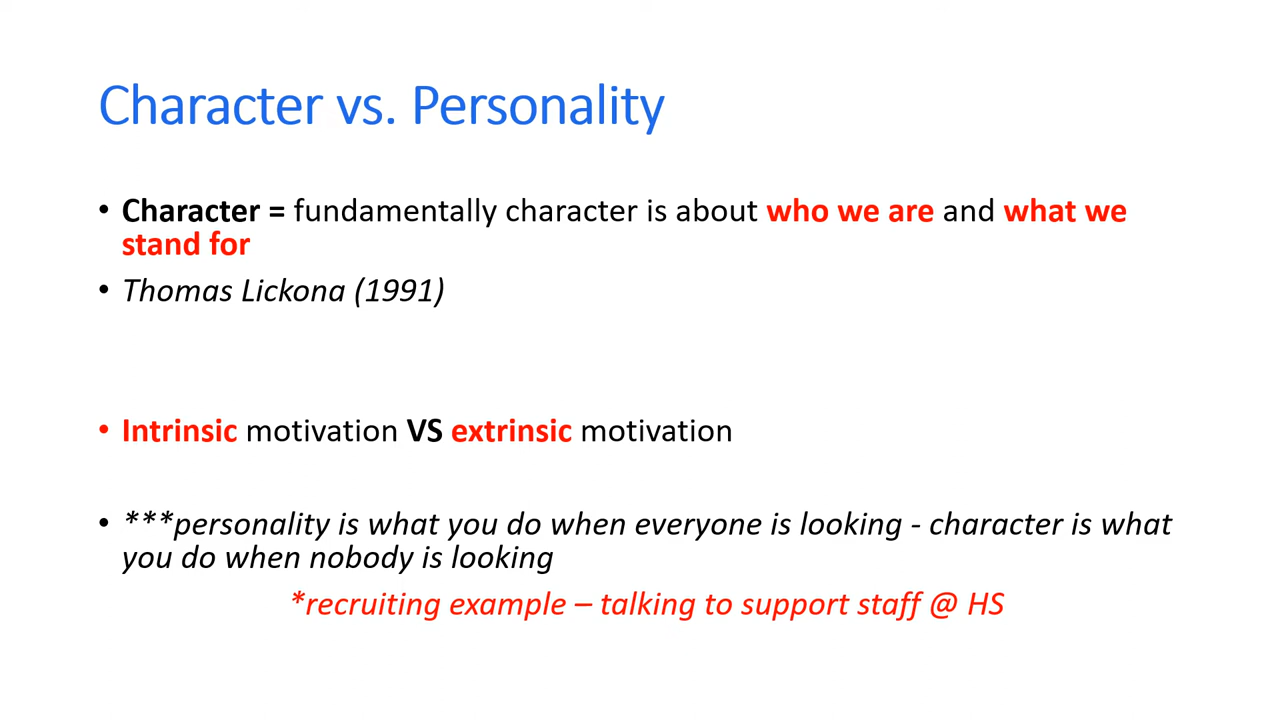 Character vs. Personality
• Character = fundamentally character is about who we are and what we
stand for
• Thomas Lickona (1991)
• Intrinsic motivation VS extrinsic motivation
• ***personality is what you do when everyone is looking - character is what
you do when nobody is looking
*recruiting example – talking to support staff @ HS